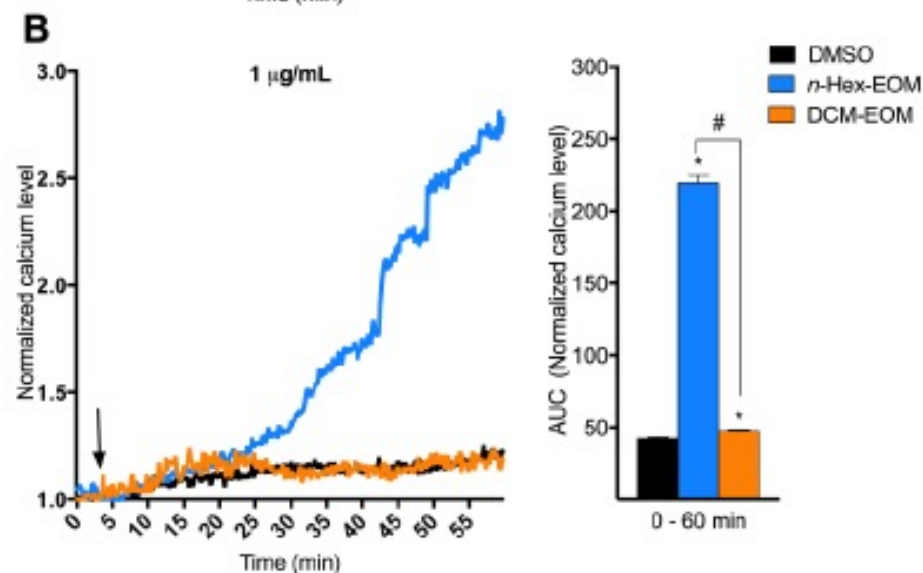 B
1 μg/mL
Normalized calcium level
3.0
2.5
2.0
1.5
1.0
0 5 10 15 20 25 30 35 40 45 50 55
Time (min)
DMSO
n-Hex-EOM
DCM-EOM
AUC (Normalized calcium level)
300
250
200
150
100
50
#
*
*
0 - 60 min